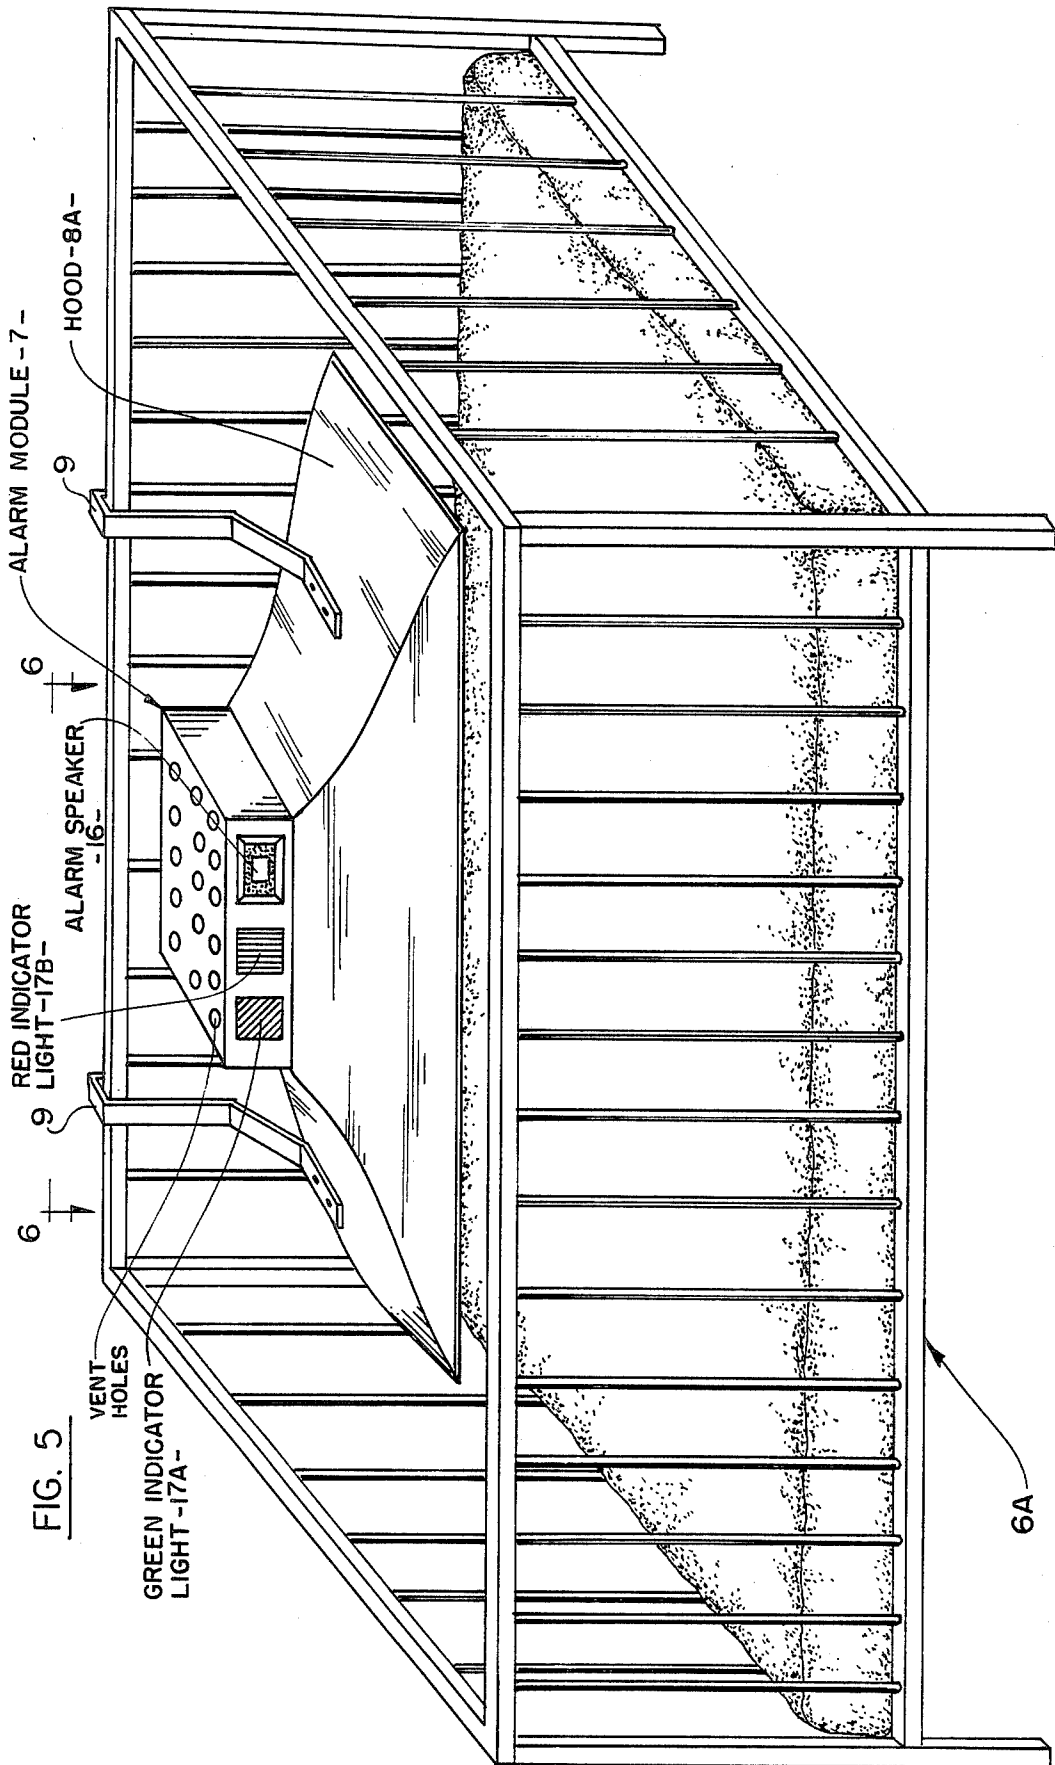 FIG. 5
VENT
HOLES
GREEN INDICATOR
LIGHT-17A-
RED INDICATOR
LIGHT-17B-
ALARM SPEAKER
-16-
ALARM MODULE-7-
HOOD-8A-
6
9
6
9
6A